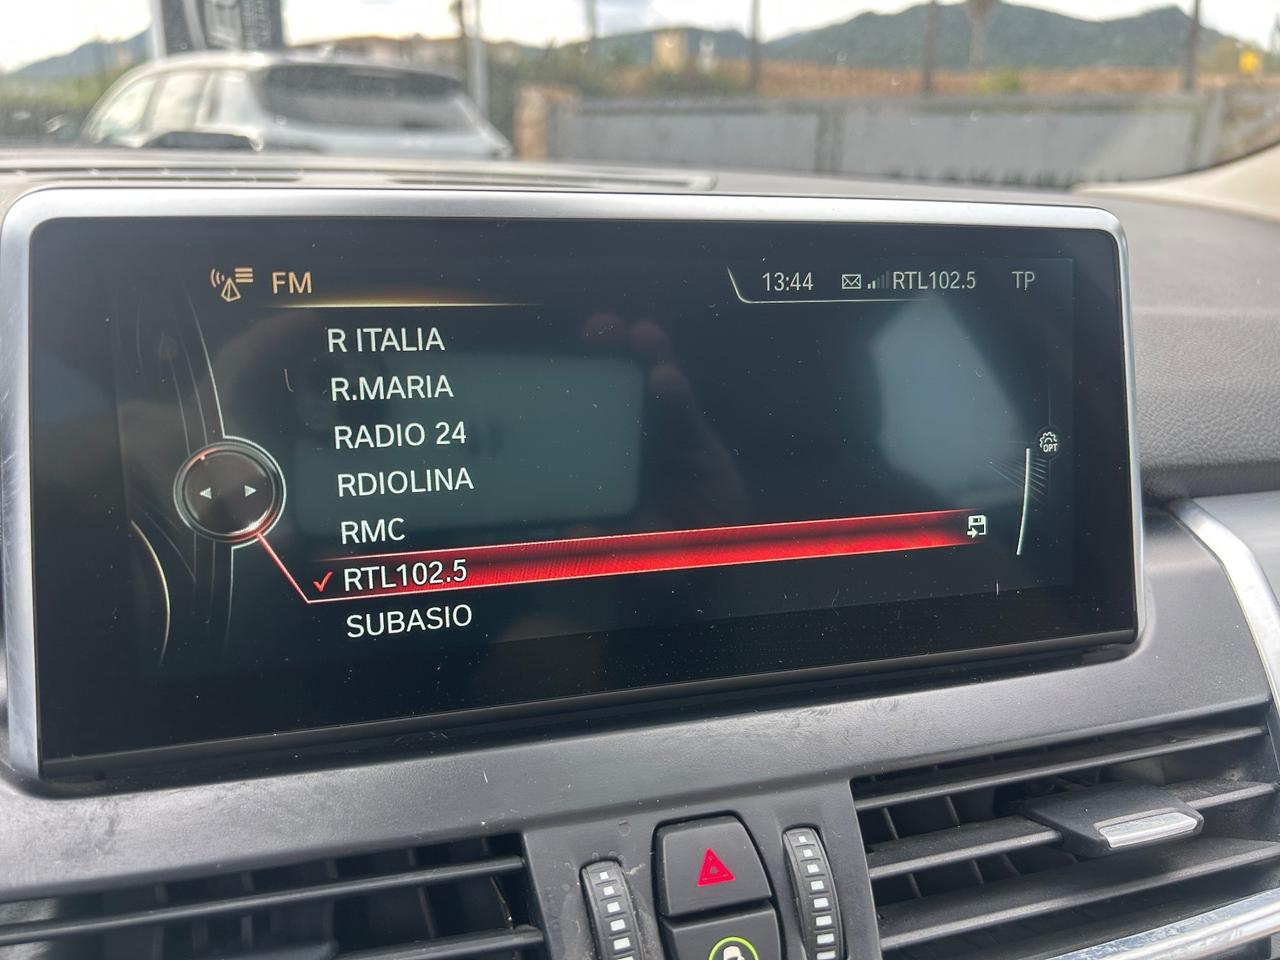 FM
13:44 RTL102.5 TP
R ITALIA
R.MARIA
RADIO 24
RDIOLINA
RMC
RTL102.5
SUBASIO
OPT